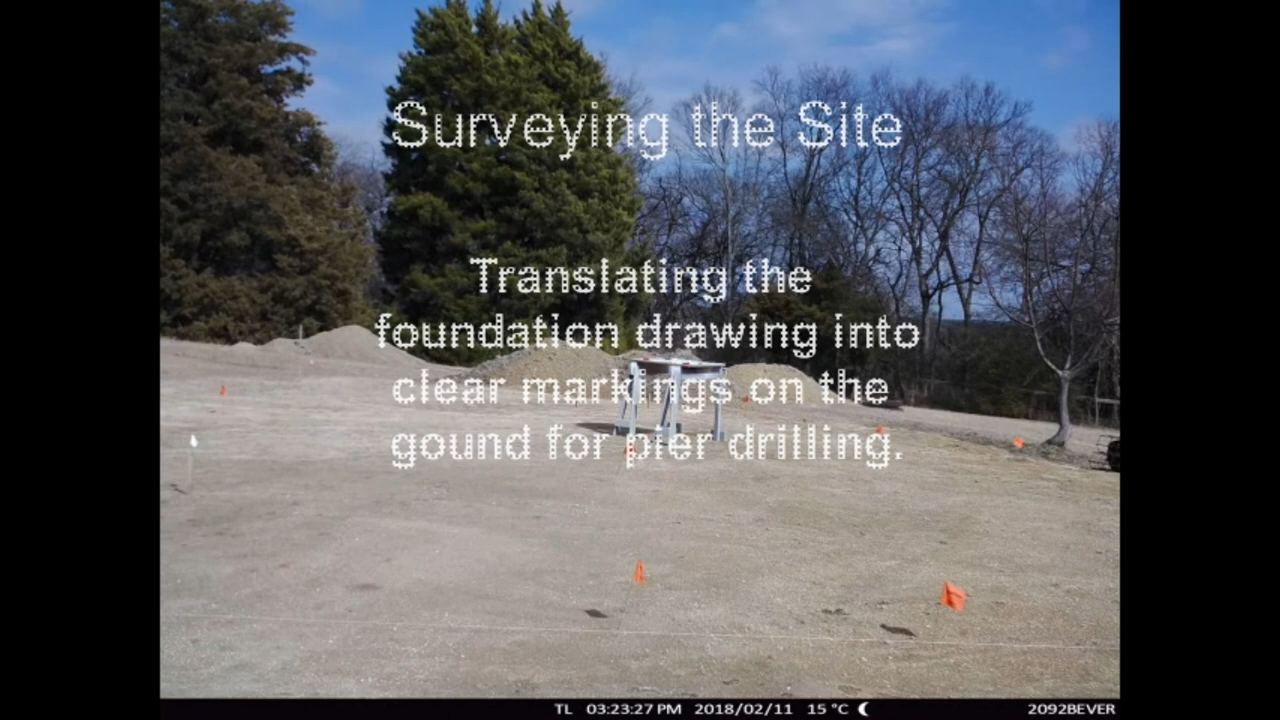 Surveying the Site
Translating the
foundation drawing into
clear markings on the
gound for pier drilling.
TL 03:23:27 PM 2018/02/11 15 °C 2092BEVER